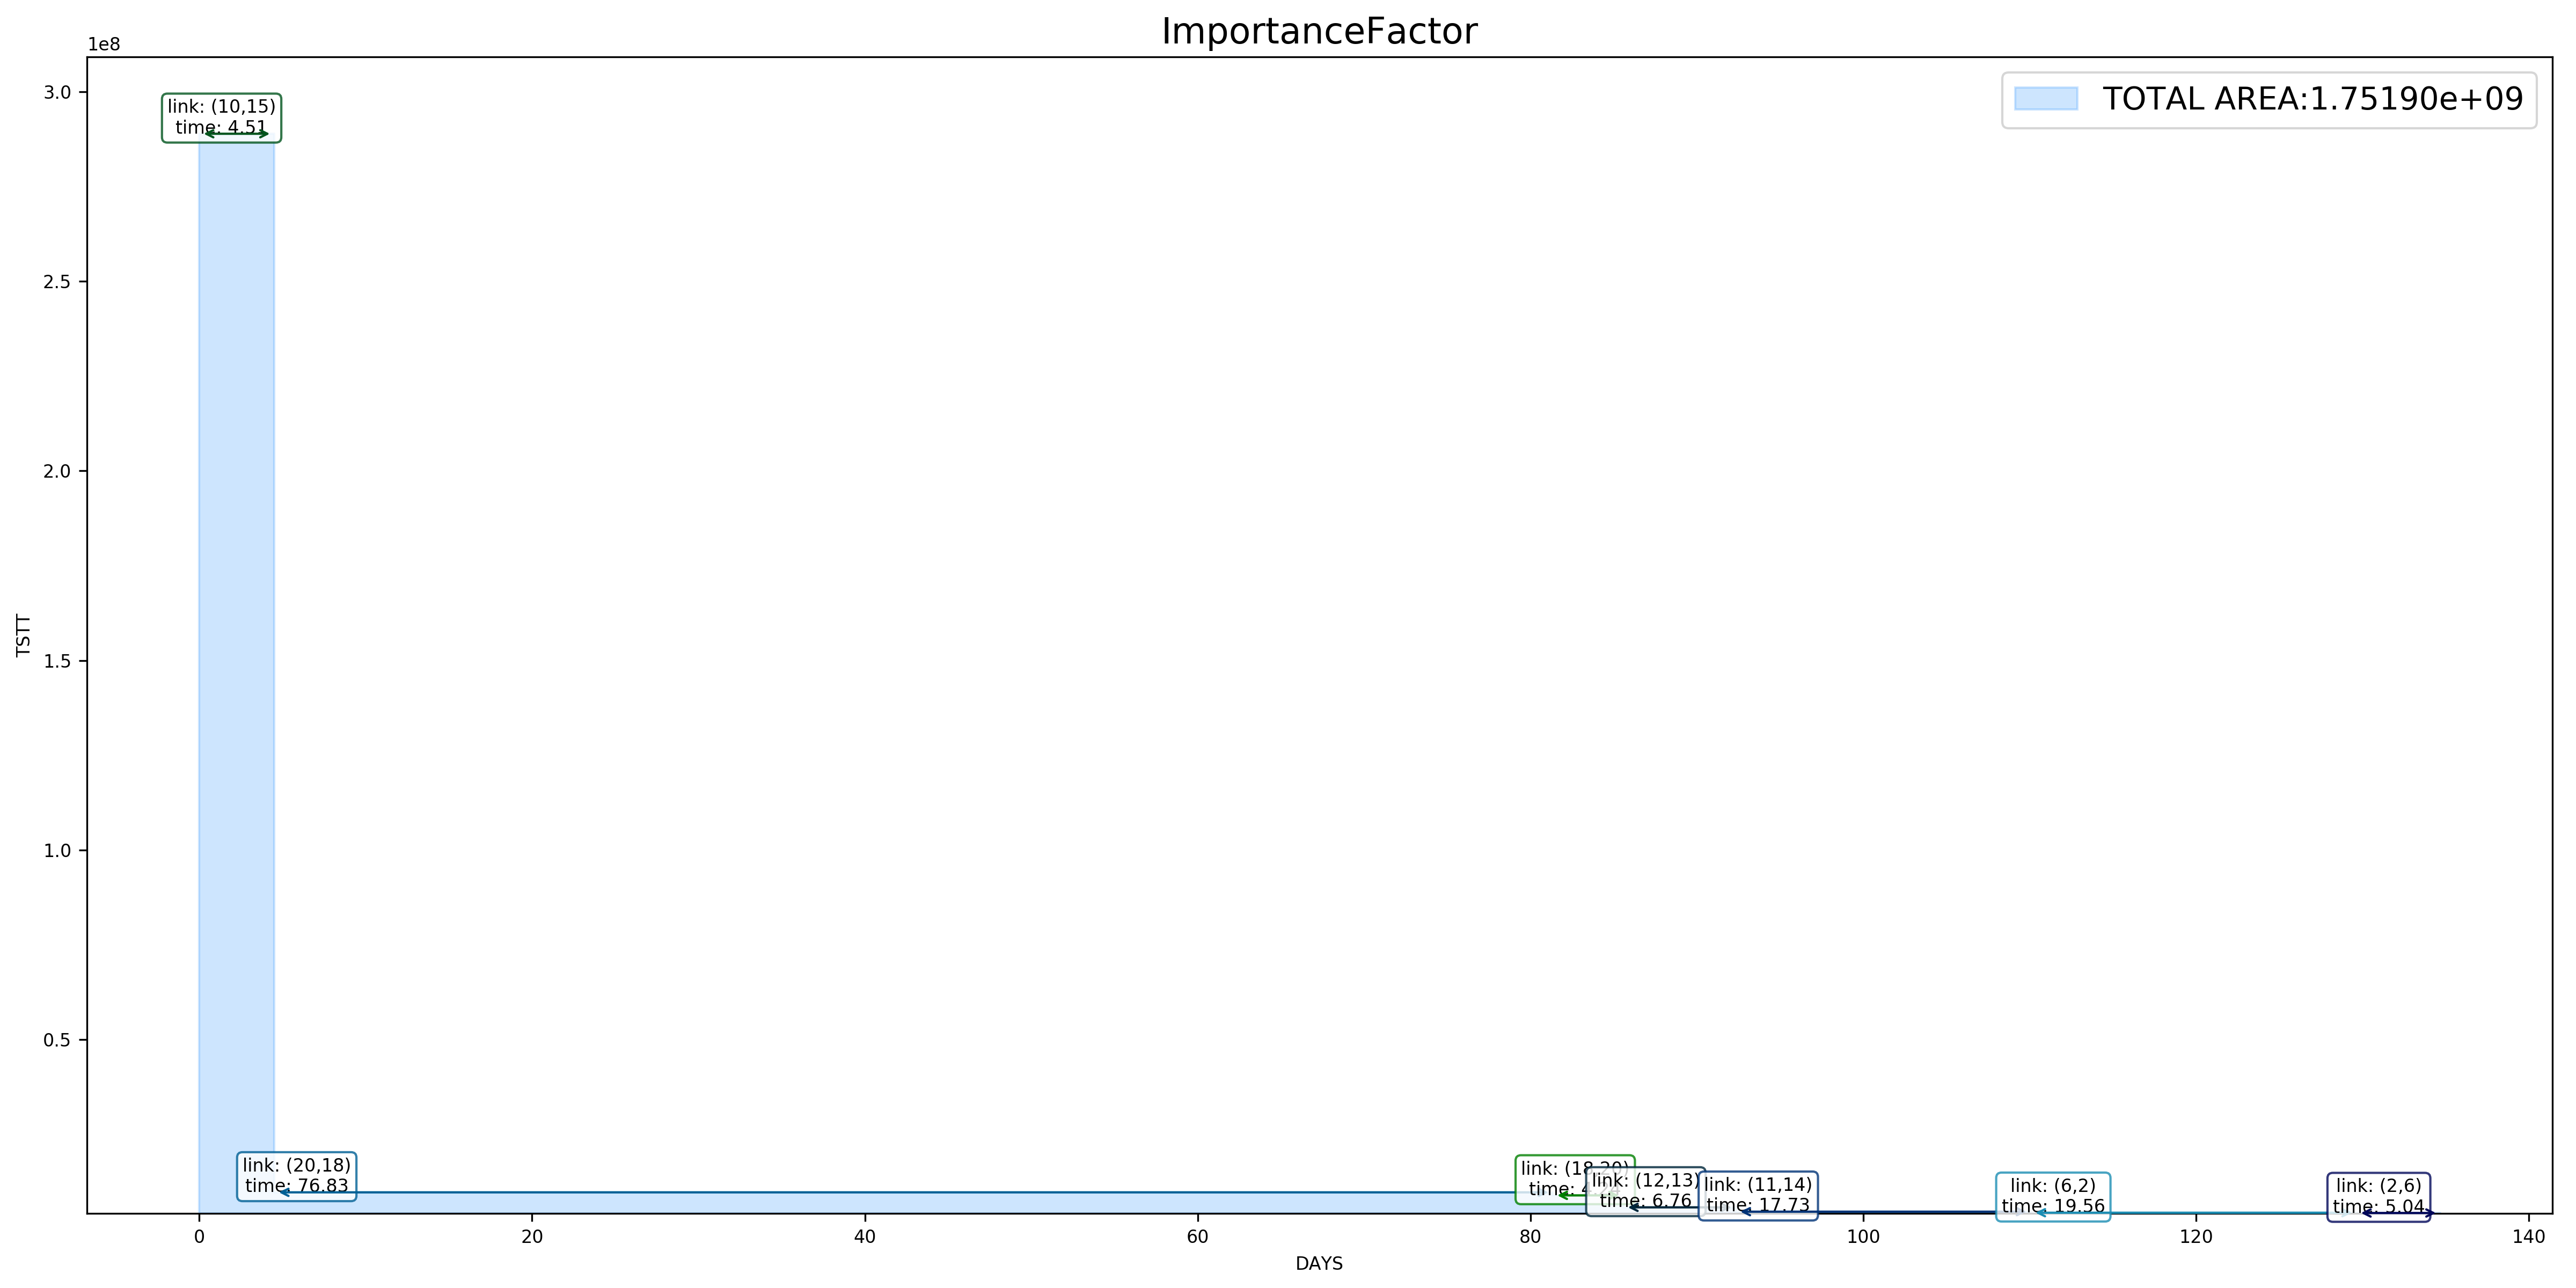 ImportanceFactor
1e8
3.0
2.5
2.0
1.5
1.0
0.5
TSTT
TOTAL AREA:1.75190e+09
link: (10,15)
time: 4.51
link: (20,18)
time: 76.83
link:
time:
link: (12,13)
time: 6.76
link: (11,14)
time: 17.73
link: (6,2)
time: 19.56
link: (2,6)
time: 5.04
0
20
40
60
80
100
120
140
DAYS